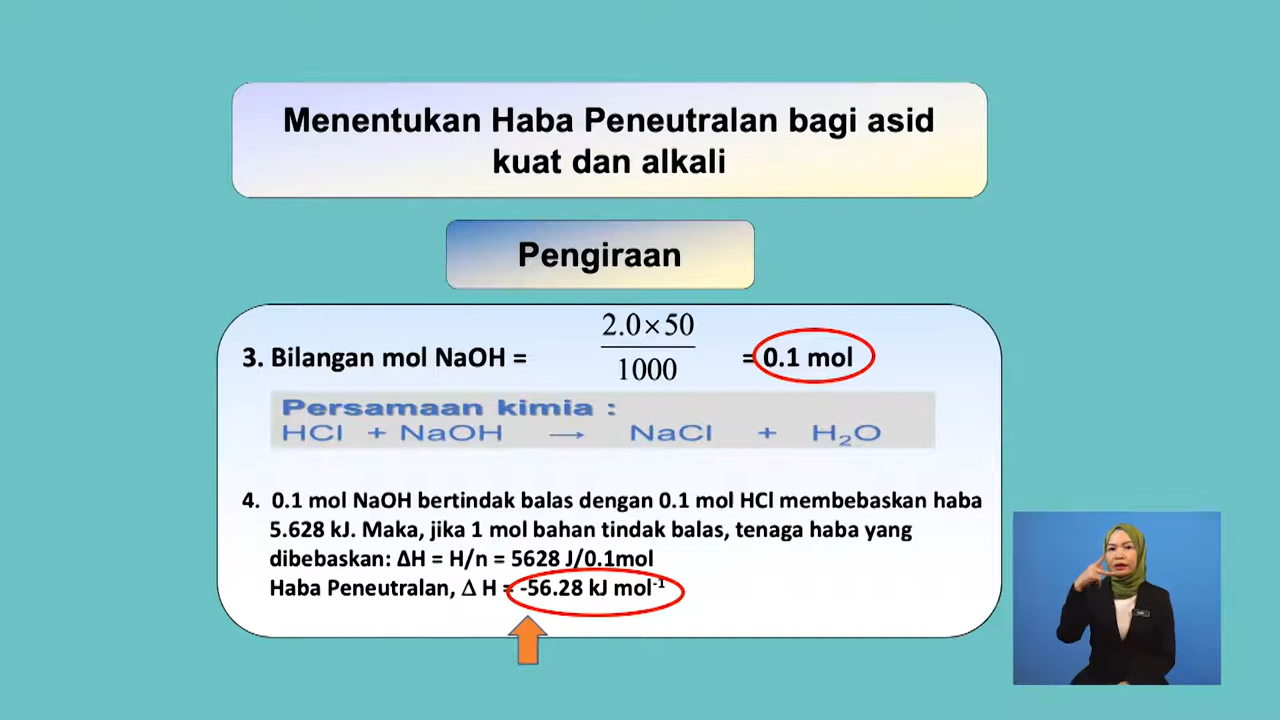 Menentukan Haba Peneutralan bagi asid
kuat dan alkali
Pengiraan
3. Bilangan mol NaOH = 2.0×50 / 1000 = 0.1 mol
Persamaan kimia :
HCl + NaOH → NaCl + H₂O
4. 0.1 mol NaOH bertindak balas dengan 0.1 mol HCl membebaskan haba
5.628 kJ. Maka, jika 1 mol bahan tindak balas, tenaga haba yang
dibebaskan: ΔH = H/n = 5628 J/0.1mol
Haba Peneutralan, Δ H = -56.28 kJ mol⁻¹